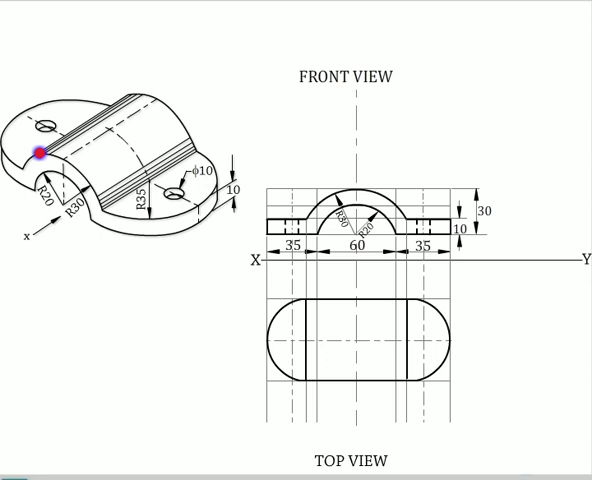 FRONT VIEW
ϕ10
R20
R30
R35
10
x
R30
R20
30
10
35
60
35
X
Y
TOP VIEW